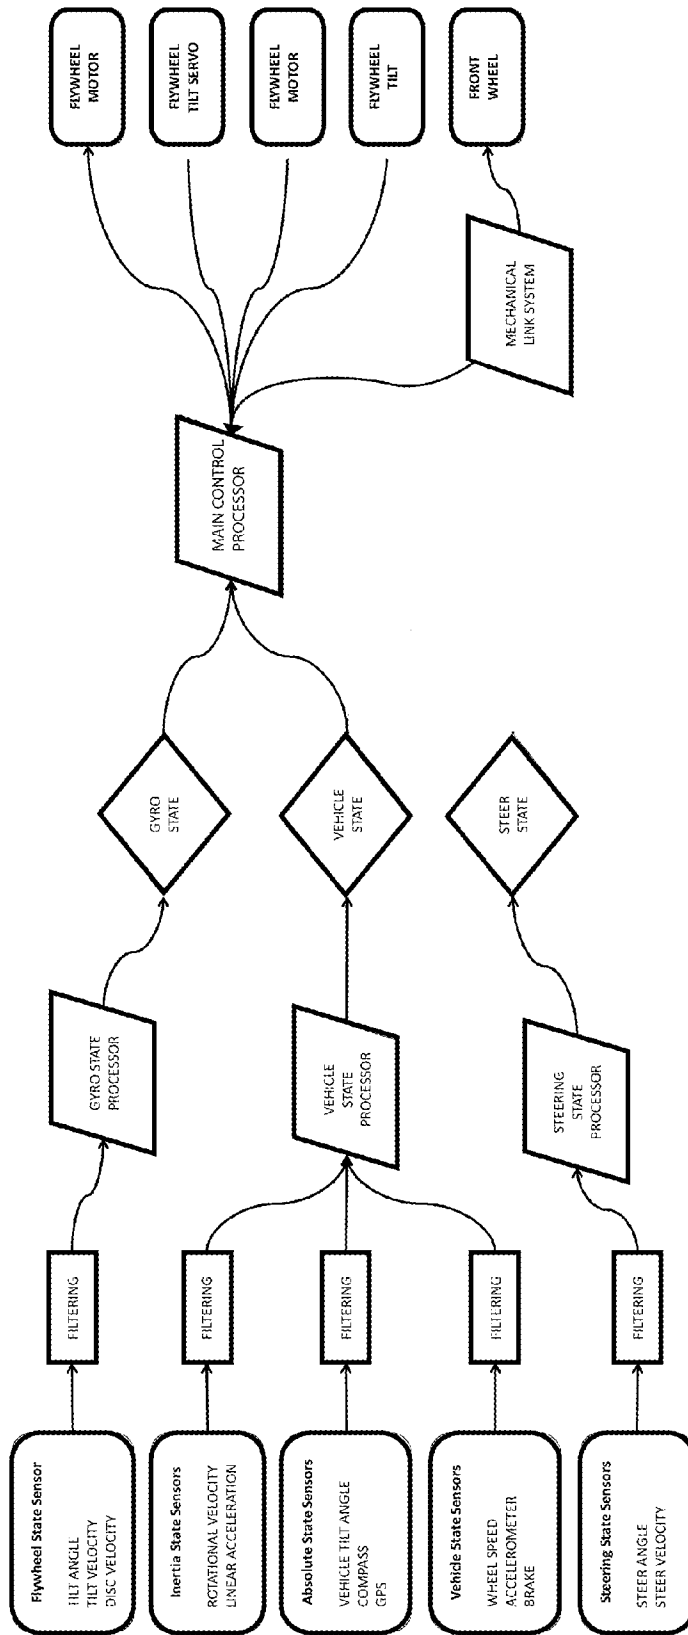 Flywheel State Sensor
TILT ANGLE
TILT VELOCITY
DISC VELOCITY
Inertia State Sensors
ROTATIONAL VELOCITY
LINEAR ACCELERATION
Absolute State Sensors
VEHICLE TILT ANGLE
COMPASS
GPS
Vehicle State Sensors
WHEEL SPEED
ACCELEROMETER
BRAKE
Steering State Sensors
STEER ANGLE
STEER VELOCITY
FILTERING
FILTERING
FILTERING
FILTERING
FILTERING
GYRO STATE
PROCESSOR
VEHICLE
STATE
PROCESSOR
STEERING
STATE
PROCESSOR
GYRO
STATE
VEHICLE
STATE
STEER
STATE
MAIN CONTROL
PROCESSOR
MECHANICAL
LINK SYSTEM
FLYWHEEL
MOTOR
FLYWHEEL
TILT SERVO
FLYWHEEL
MOTOR
FLYWHEEL
TILT
FRONT
WHEEL